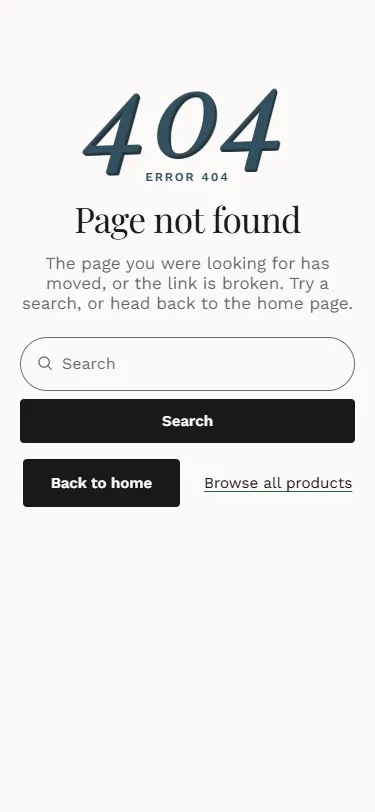 404
ERROR 404
Page not found
The page you were looking for has
moved, or the link is broken. Try a
search, or head back to the home page.
Search
Search
Back to home
Browse all products